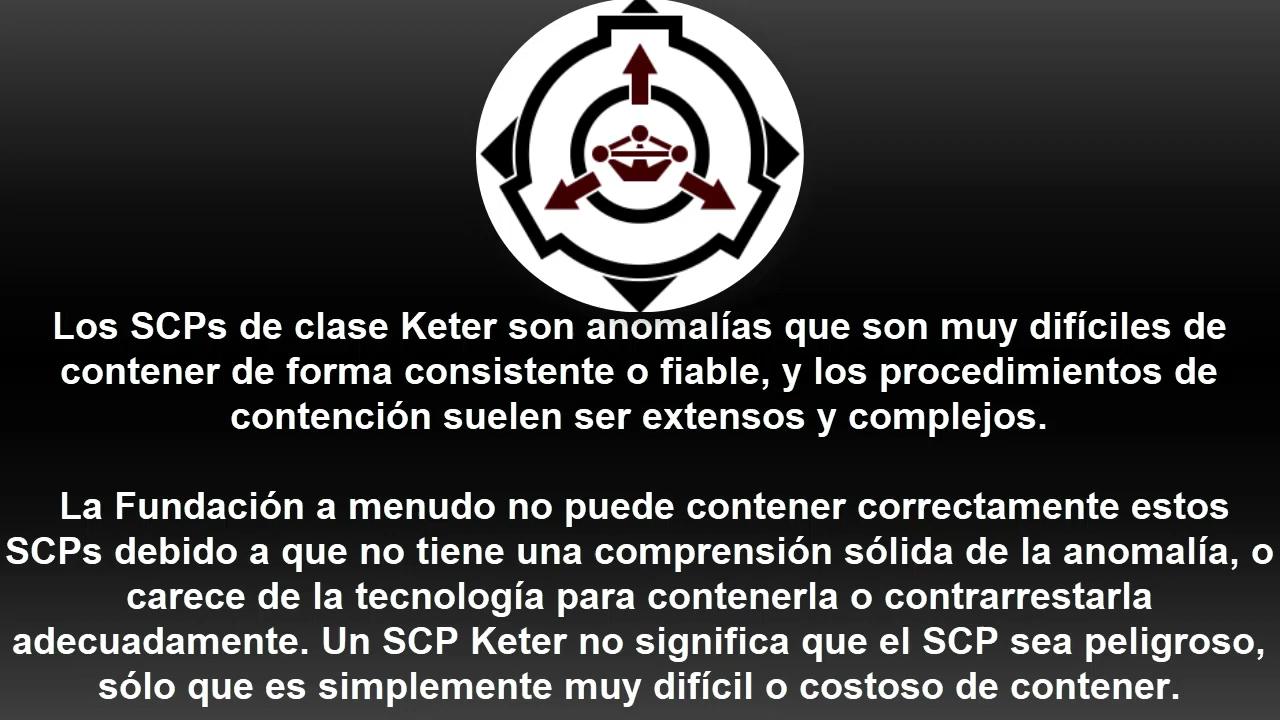 Los SCPs de clase Keter son anomalías que son muy difíciles de
contener de forma consistente o fiable, y los procedimientos de
contención suelen ser extensos y complejos.
La Fundación a menudo no puede contener correctamente estos
SCPs debido a que no tiene una comprensión sólida de la anomalía, o
carece de la tecnología para contenerla o contrarrestarla
adecuadamente. Un SCP Keter no significa que el SCP sea peligroso,
sólo que es simplemente muy difícil o costoso de contener.